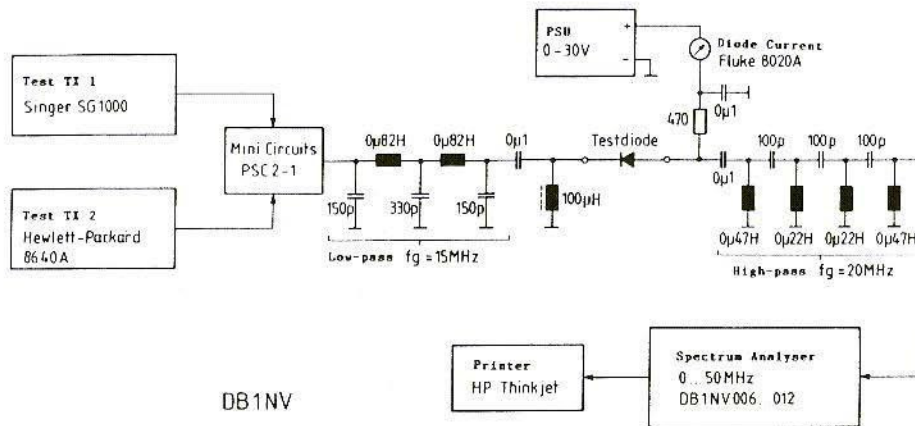 PSU
0-30V
+
-
Diode Current
Fluke 8020A
Test TX 1
Singer SG1000
0µ1
470
Mini Circuits
PSC 2-1
0µ82H
0µ82H
0µ1
Testdiode
100p
100p
100p
0µ1
150p
330p
150p
100µH
Test TX 2
Hewlett-Packard
8640A
0µ47H
0µ22H
0µ22H
0µ47H
Low-pass fg = 15MHz
High-pass fg = 20MHz
Printer
HP Thinkjet
Spectrum Analyser
0...50MHz
DB1NV006. 012
DB1NV